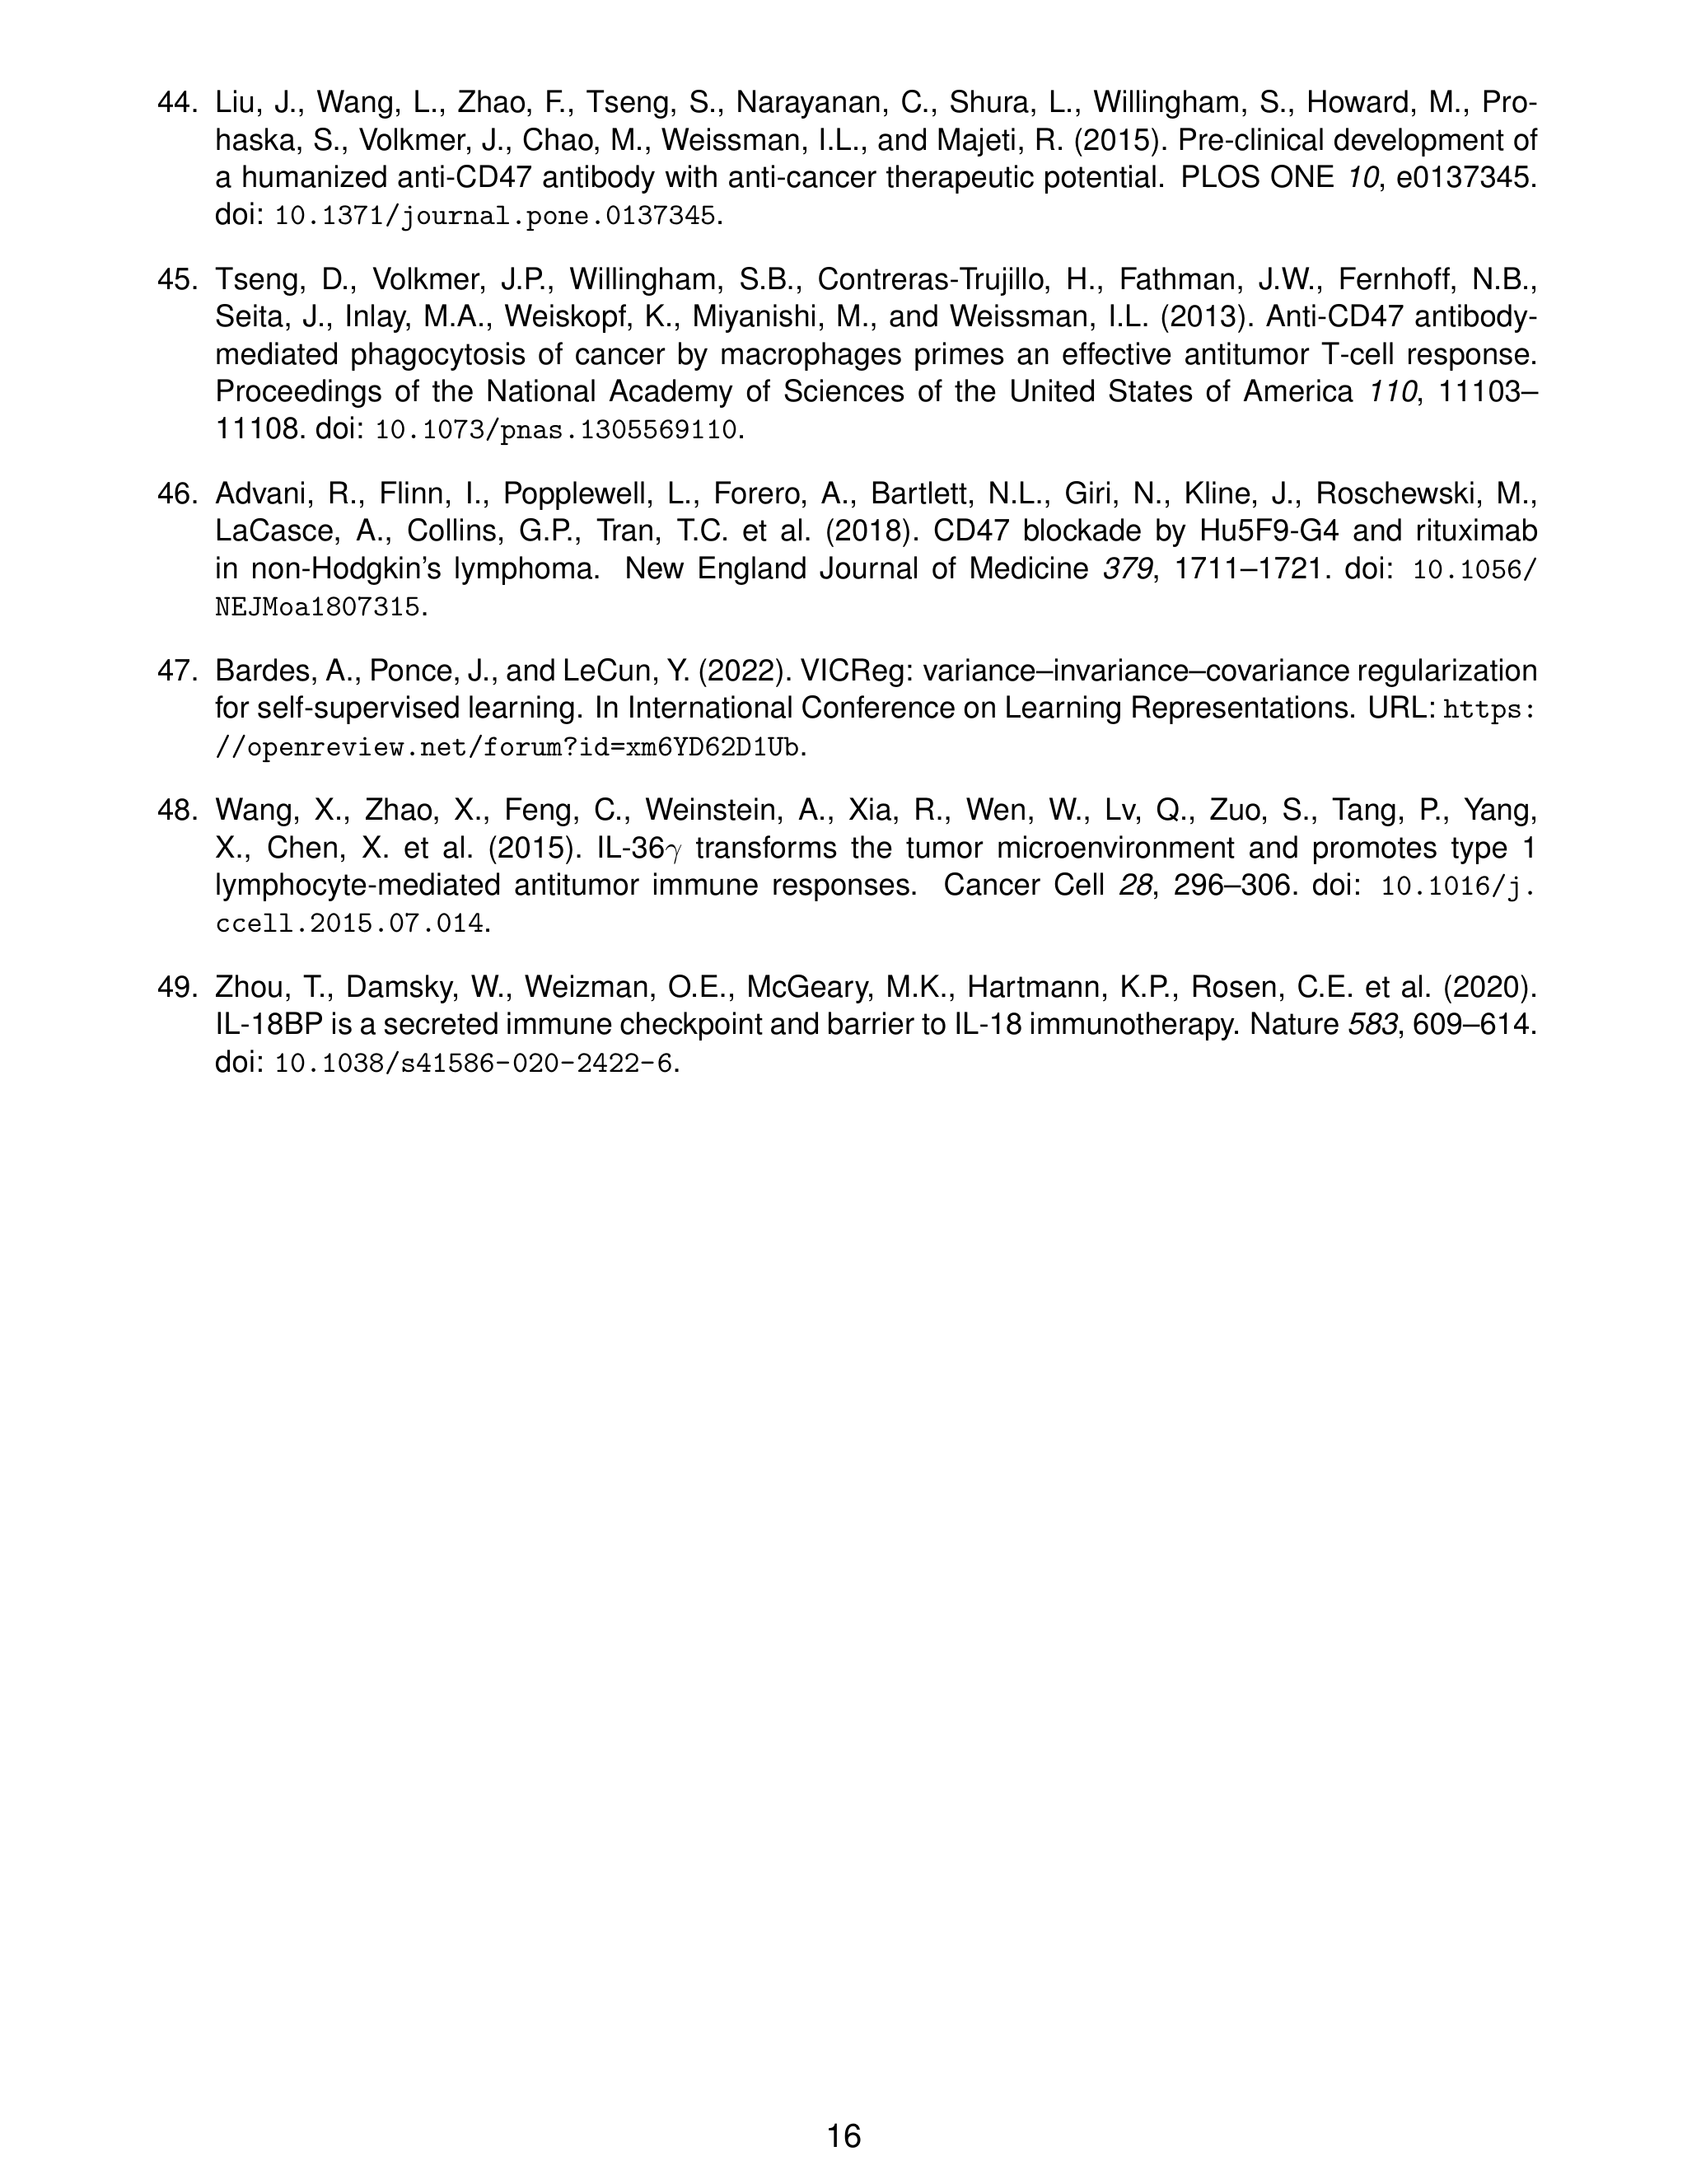 44. Liu, J., Wang, L., Zhao, F., Tseng, S., Narayanan, C., Shura, L., Willingham, S., Howard, M., Pro-
haska, S., Volkmer, J., Chao, M., Weissman, I.L., and Majeti, R. (2015). Pre-clinical development of
a humanized anti-CD47 antibody with anti-cancer therapeutic potential. PLOS ONE 10, e0137345.
doi: 10.1371/journal.pone.0137345.
45. Tseng, D., Volkmer, J.P., Willingham, S.B., Contreras-Trujillo, H., Fathman, J.W., Fernhoff, N.B.,
Seita, J., Inlay, M.A., Weiskopf, K., Miyanishi, M., and Weissman, I.L. (2013). Anti-CD47 antibody-
mediated phagocytosis of cancer by macrophages primes an effective antitumor T-cell response.
Proceedings of the National Academy of Sciences of the United States of America 110, 11103–
11108. doi: 10.1073/pnas.1305569110.
46. Advani, R., Flinn, I., Popplewell, L., Forero, A., Bartlett, N.L., Giri, N., Kline, J., Roschewski, M.,
LaCasce, A., Collins, G.P., Tran, T.C. et al. (2018). CD47 blockade by Hu5F9-G4 and rituximab
in non-Hodgkin’s lymphoma. New England Journal of Medicine 379, 1711–1721. doi: 10.1056/
NEJMoa1807315.
47. Bardes, A., Ponce, J., and LeCun, Y. (2022). VICReg: variance–invariance–covariance regularization
for self-supervised learning. In International Conference on Learning Representations. URL: https:
//openreview.net/forum?id=xm6YD62D1Ub.
48. Wang, X., Zhao, X., Feng, C., Weinstein, A., Xia, R., Wen, W., Lv, Q., Zuo, S., Tang, P., Yang,
X., Chen, X. et al. (2015). IL-36γ transforms the tumor microenvironment and promotes type 1
lymphocyte-mediated antitumor immune responses. Cancer Cell 28, 296–306. doi: 10.1016/j.
ccell.2015.07.014.
49. Zhou, T., Damsky, W., Weizman, O.E., McGeary, M.K., Hartmann, K.P., Rosen, C.E. et al. (2020).
IL-18BP is a secreted immune checkpoint and barrier to IL-18 immunotherapy. Nature 583, 609–614.
doi: 10.1038/s41586-020-2422-6.
16